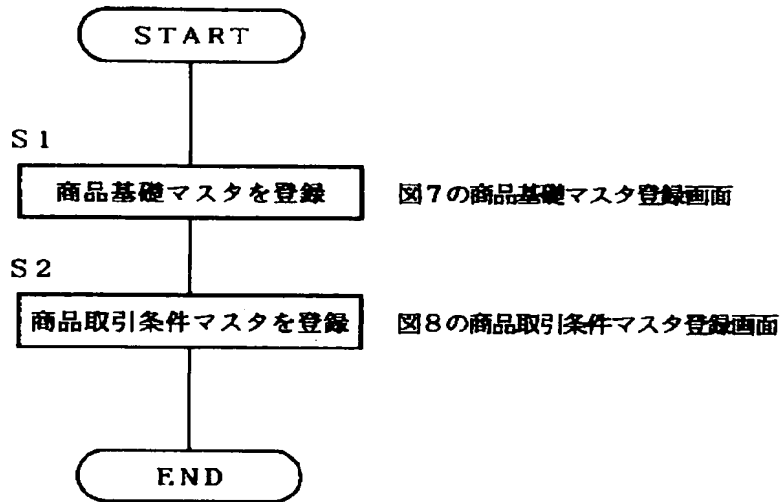 START
S1
商品基礎マスタを登録 図7の商品基礎マスタ登録画面
S2
商品取引条件マスタを登録 図8の商品取引条件マスタ登録画面
END